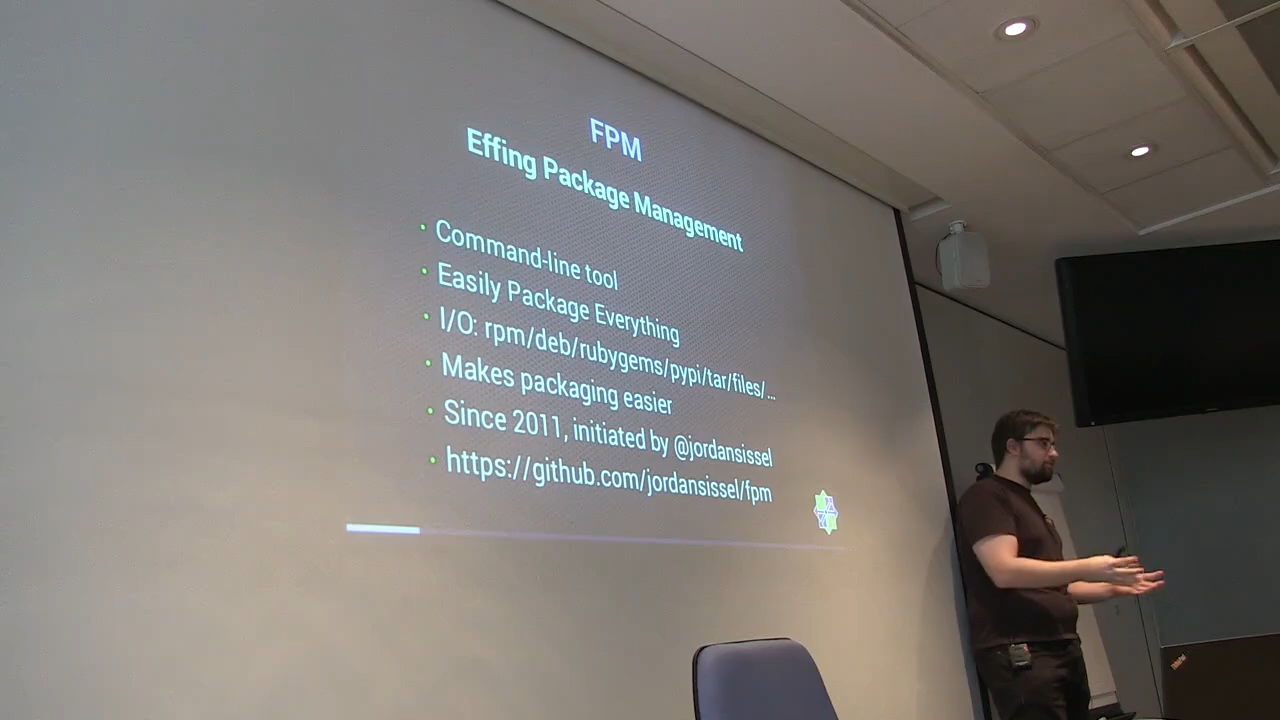 FPM
Effing Package Management
Command-line tool
Easily Package Everything
I/O: rpm/deb/rubygems/pypi/tar/files/...
Makes packaging easier
Since 2011, initiated by @jordansissel
https://github.com/jordansissel/fpm
ThinkPad